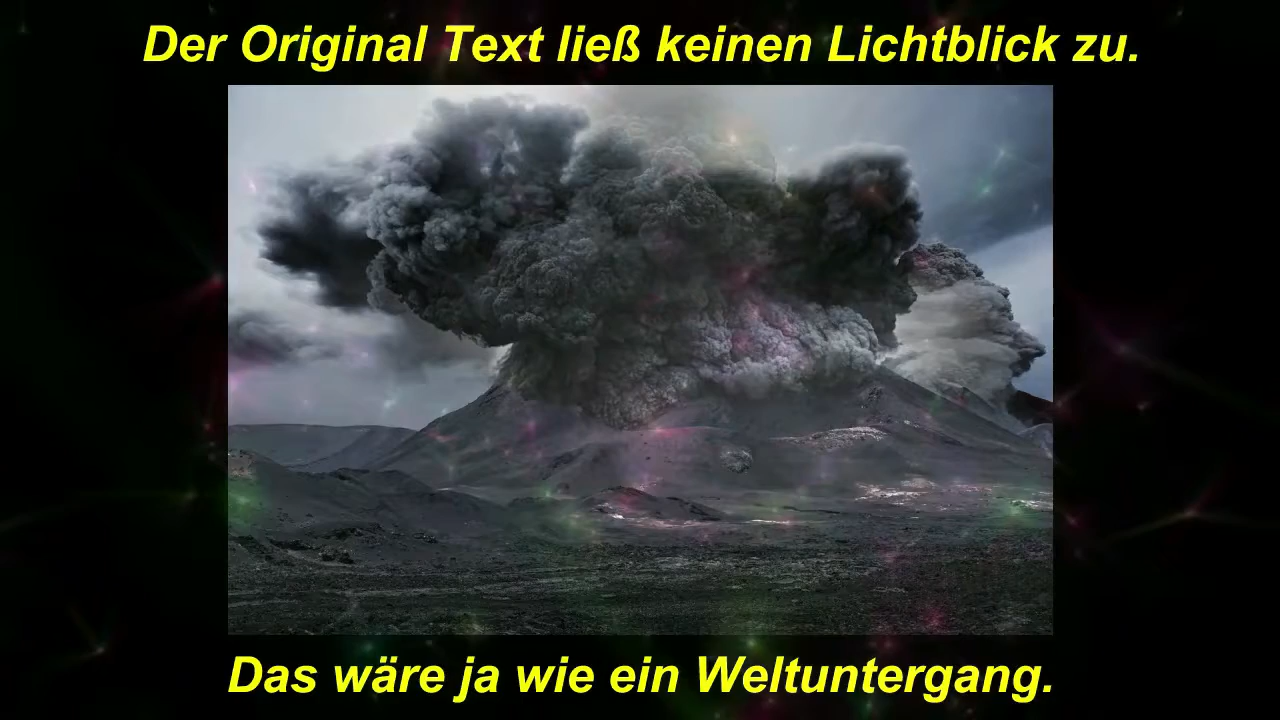 Der Original Text ließ keinen Lichtblick zu.
Das wäre ja wie ein Weltuntergang.